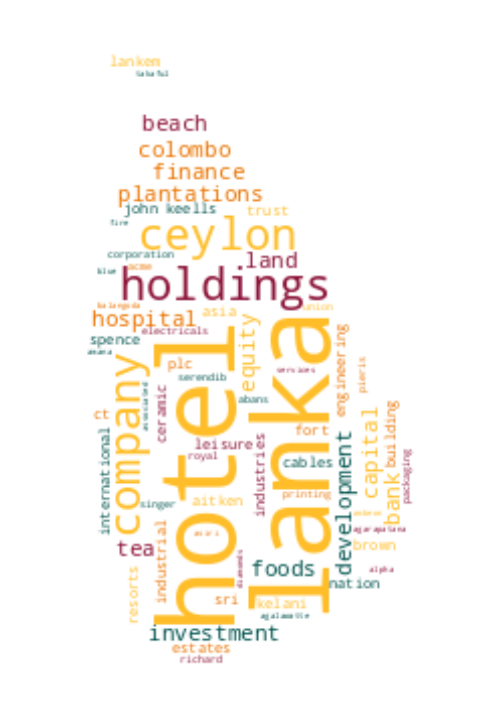 lankem
takaful
beach
colombo
finance
plantations
john keells
trust
fire
ceylon
corporation
land
blue
acme
holdings
balangoda
union
hospital
asia
electricals
spence
equity
amana
hotel
lanka
company
engineering
plc
services
pieris
serendib
associated
ceramic
abans
capital
building
ct
fort
leisure
royal
industries
development
international
cables
bank
packaging
singer
aitken
printing
agarapatana
asiri
tea
industrial
brown
diamonds
foods
alpha
nation
resorts
sri
kelani
agalawatte
investment
estates
richard